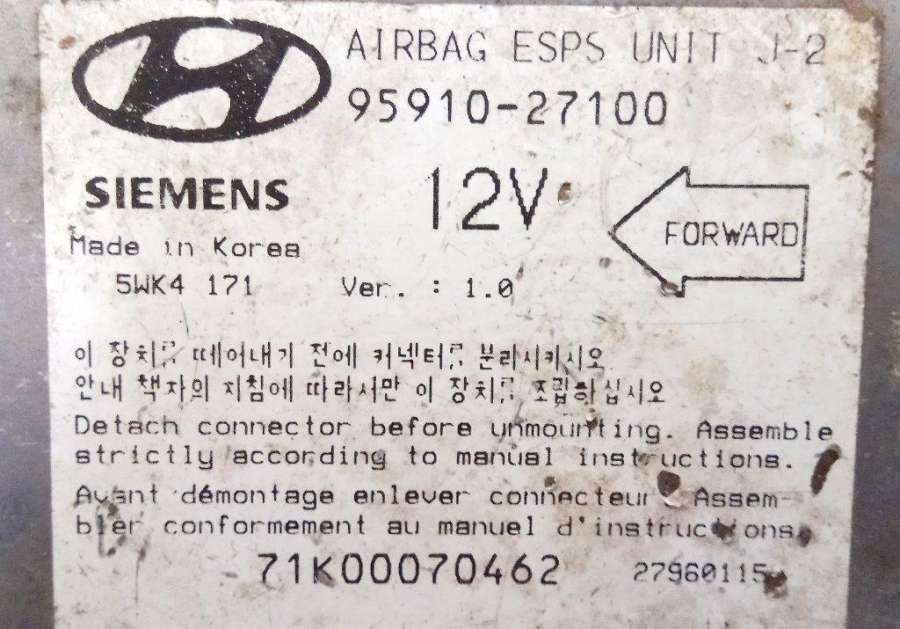 AIRBAG ESPS UNIT J-2
95910-27100
SIEMENS
12V
FORWARD
Made in Korea
5WK4 171 Ver. : 1.0
이 장치를 떼어내기 전에 커넥터를 분리시키시오
안내 책자의 지침에 따라서만 이 장치를 조립하십시오
Detach connector before unmounting. Assemble
strictly according to manual instructions.
Avant démontage enlever connecteur. Assem-
bler conformement au manuel d'instructions.
71K00070462 27960115